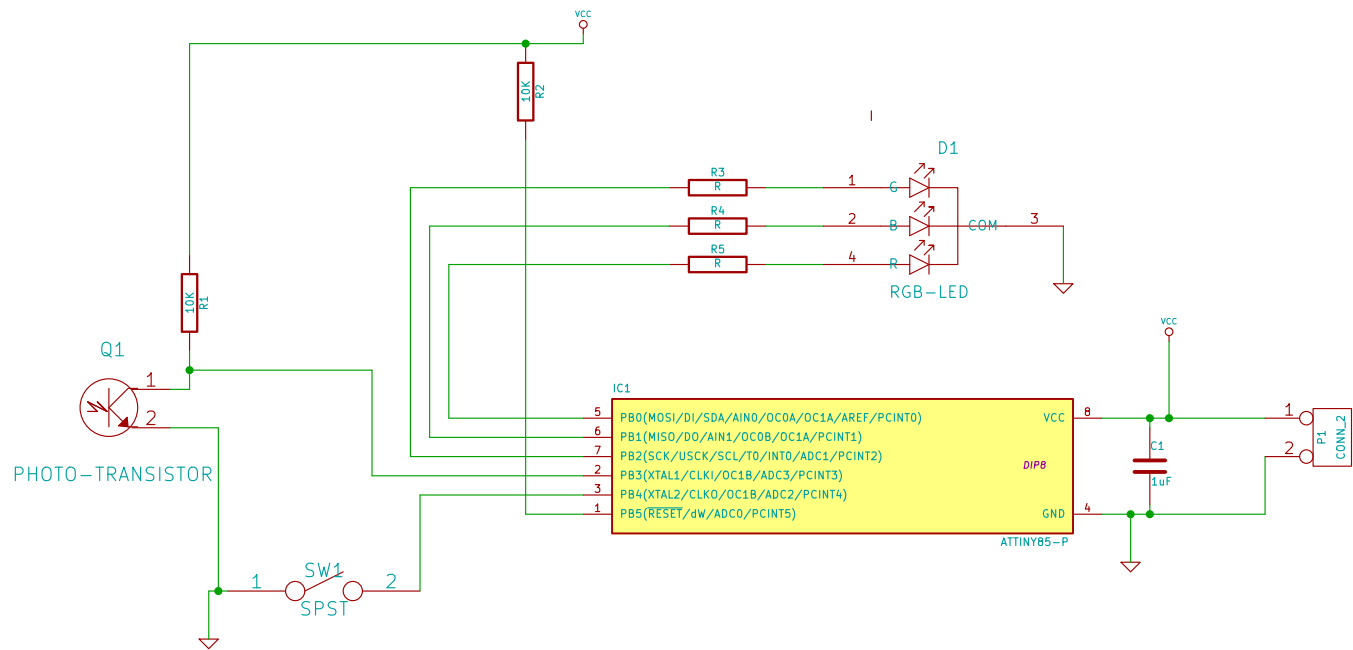 VCC
10K
R2
D1
R3
R
1
G
R4
R
2
B
COM
3
R5
R
4
R
RGB-LED
10K
R1
VCC
Q1
1
2
PHOTO-TRANSISTOR
IC1
5
PB0(MOSI/DI/SDA/AIN0/OC0A/OC1A/AREF/PCINT0)
VCC
8
6
PB1(MISO/DO/AIN1/OC0B/OC1A/PCINT1)
7
PB2(SCK/USCK/SCL/T0/INT0/ADC1/PCINT2)
2
PB3(XTAL1/CLKI/OC1B/ADC3/PCINT3)
DIP8
3
PB4(XTAL2/CLKO/OC1B/ADC2/PCINT4)
1
PB5(RESET/dW/ADC0/PCINT5)
GND
4
ATTINY85-P
C1
1uF
1
2
P1
CONN_2
SW1
1
2
SPST